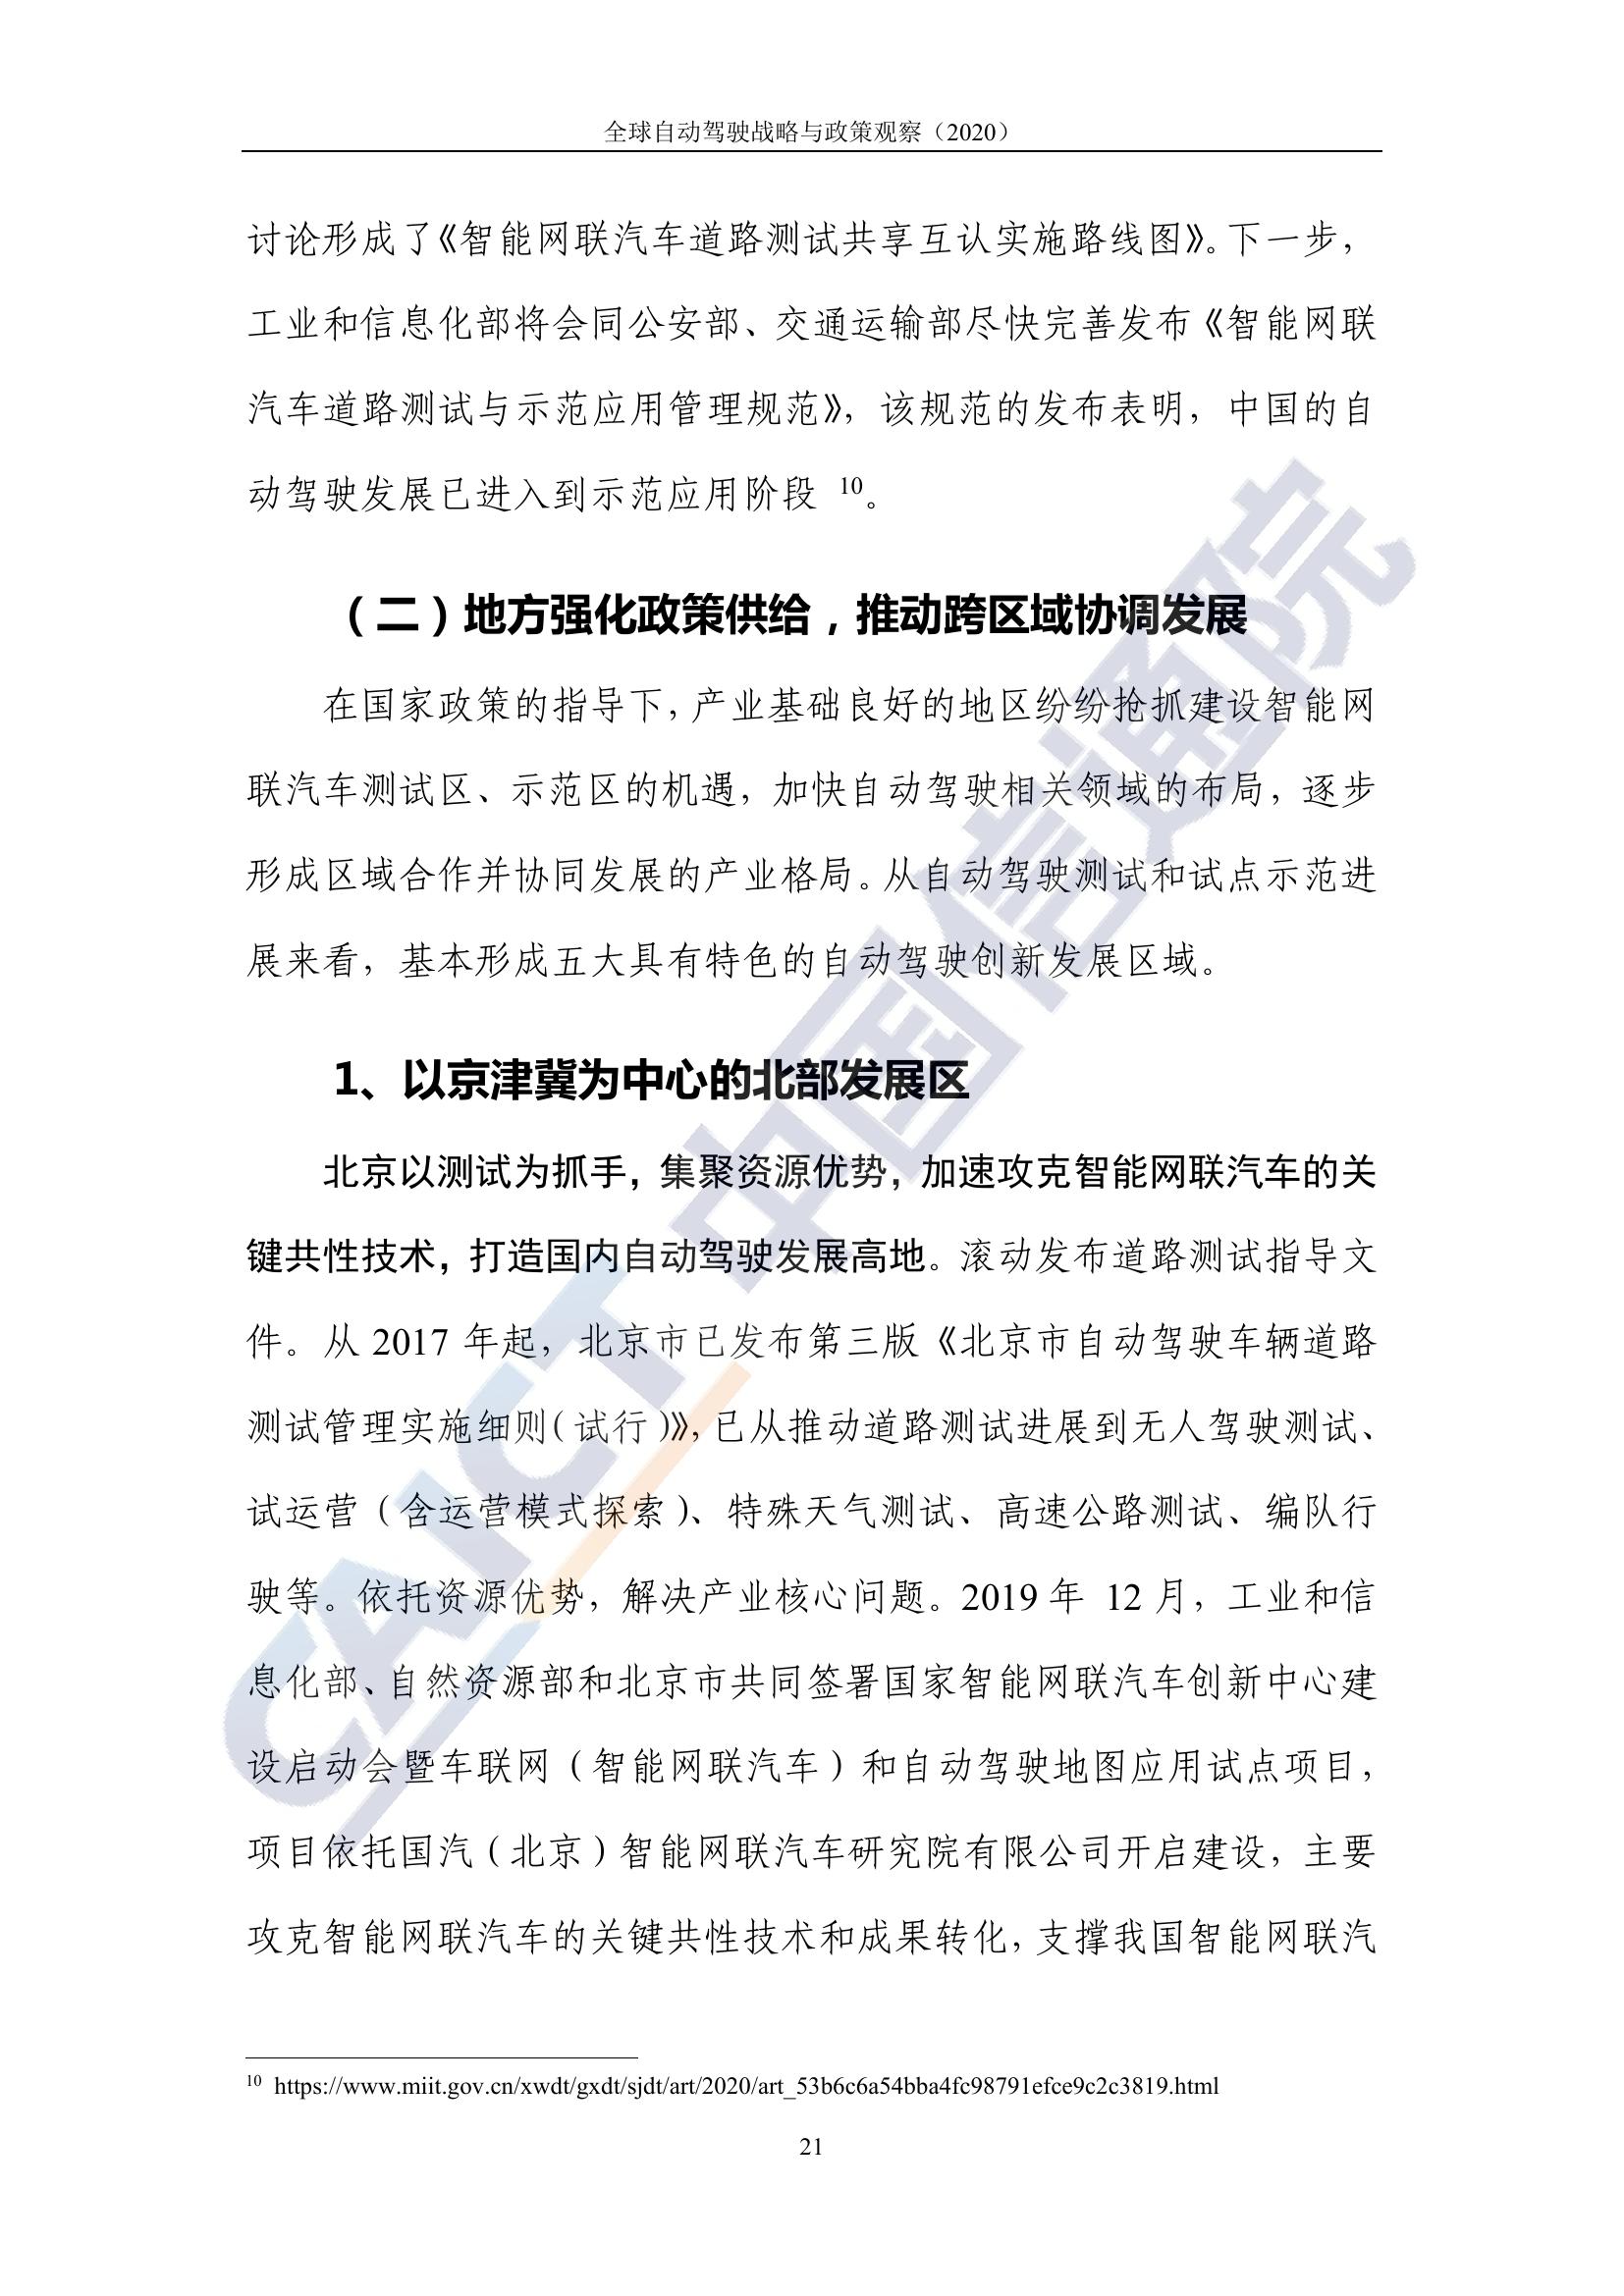 全球自动驾驶战略与政策观察（2020）
讨论形成了《智能网联汽车道路测试共享互认实施路线图》。下一步，
工业和信息化部将会同公安部、交通运输部尽快完善发布《智能网联
汽车道路测试与示范应用管理规范》，该规范的发布表明，中国的自
动驾驶发展已进入到示范应用阶段 10。
（二）地方强化政策供给，推动跨区域协调发展
在国家政策的指导下，产业基础良好的地区纷纷抢抓建设智能网
联汽车测试区、示范区的机遇，加快自动驾驶相关领域的布局，逐步
形成区域合作并协同发展的产业格局。从自动驾驶测试和试点示范进
展来看，基本形成五大具有特色的自动驾驶创新发展区域。
1、以京津冀为中心的北部发展区
北京以测试为抓手，集聚资源优势，加速攻克智能网联汽车的关
键共性技术，打造国内自动驾驶发展高地。滚动发布道路测试指导文
件。从 2017 年起，北京市已发布第三版《北京市自动驾驶车辆道路
测试管理实施细则（试行）》，已从推动道路测试进展到无人驾驶测试、
试运营（含运营模式探索）、特殊天气测试、高速公路测试、编队行
驶等。依托资源优势，解决产业核心问题。2019 年 12 月，工业和信
息化部、自然资源部和北京市共同签署国家智能网联汽车创新中心建
设启动会暨车联网（智能网联汽车）和自动驾驶地图应用试点项目，
项目依托国汽（北京）智能网联汽车研究院有限公司开启建设，主要
攻克智能网联汽车的关键共性技术和成果转化，支撑我国智能网联汽
10 https://www.miit.gov.cn/xwdt/gxdt/sjdt/art/2020/art_53b6c6a54bba4fc98791efce9c2c3819.html
21
CAICT 中国信通院